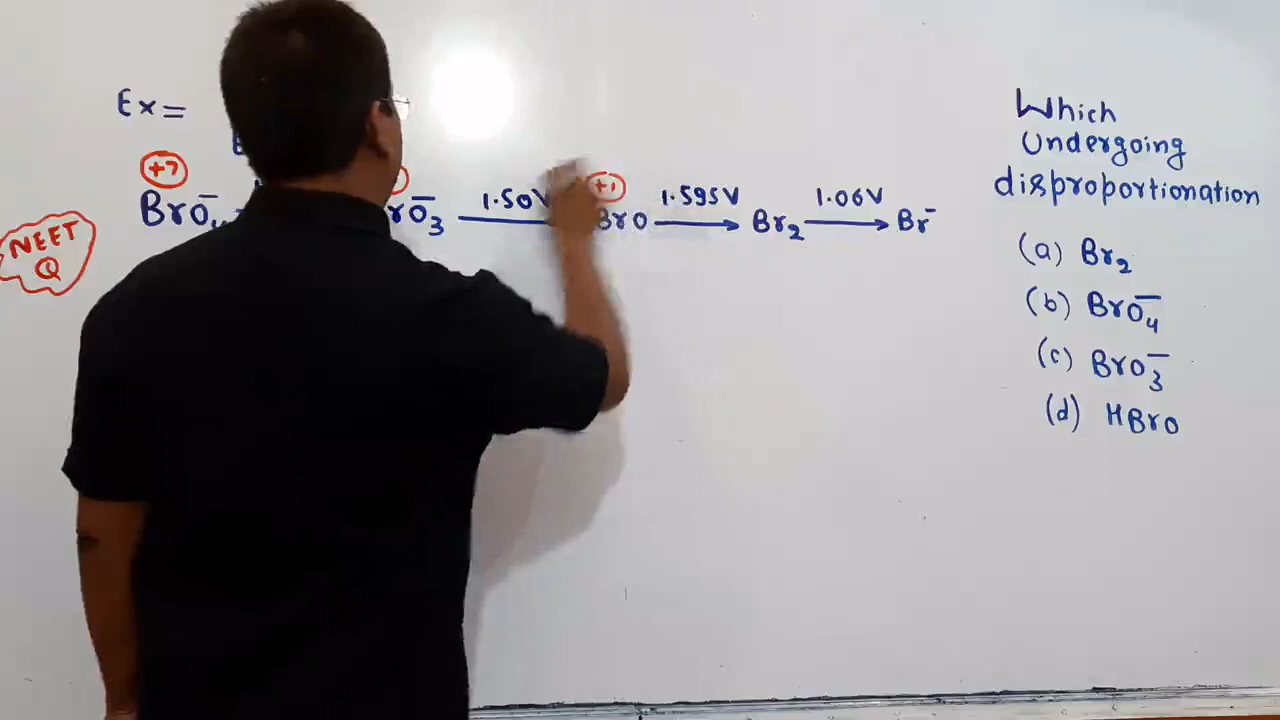 Ex=
+7 +1
BrO₄⁻ rO₃⁻ 1.50V BrO 1.595V Br₂ 1.06V Br⁻
NEET
Q
Which
Undergoing
disproportionation
(a) Br₂
(b) BrO₄⁻
(c) BrO₃⁻
(d) HBrO